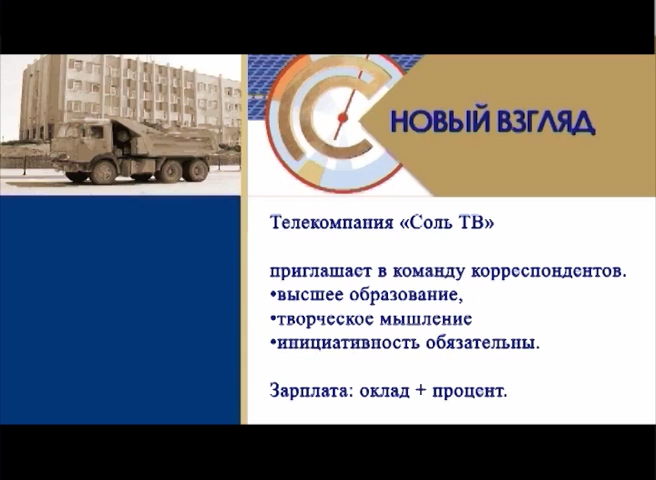 НОВЫЙ ВЗГЛЯД
Телекомпания «Соль ТВ»
приглашает в команду корреспондентов.
•высшее образование,
•творческое мышление
•инициативность обязательны.
Зарплата: оклад + процент.